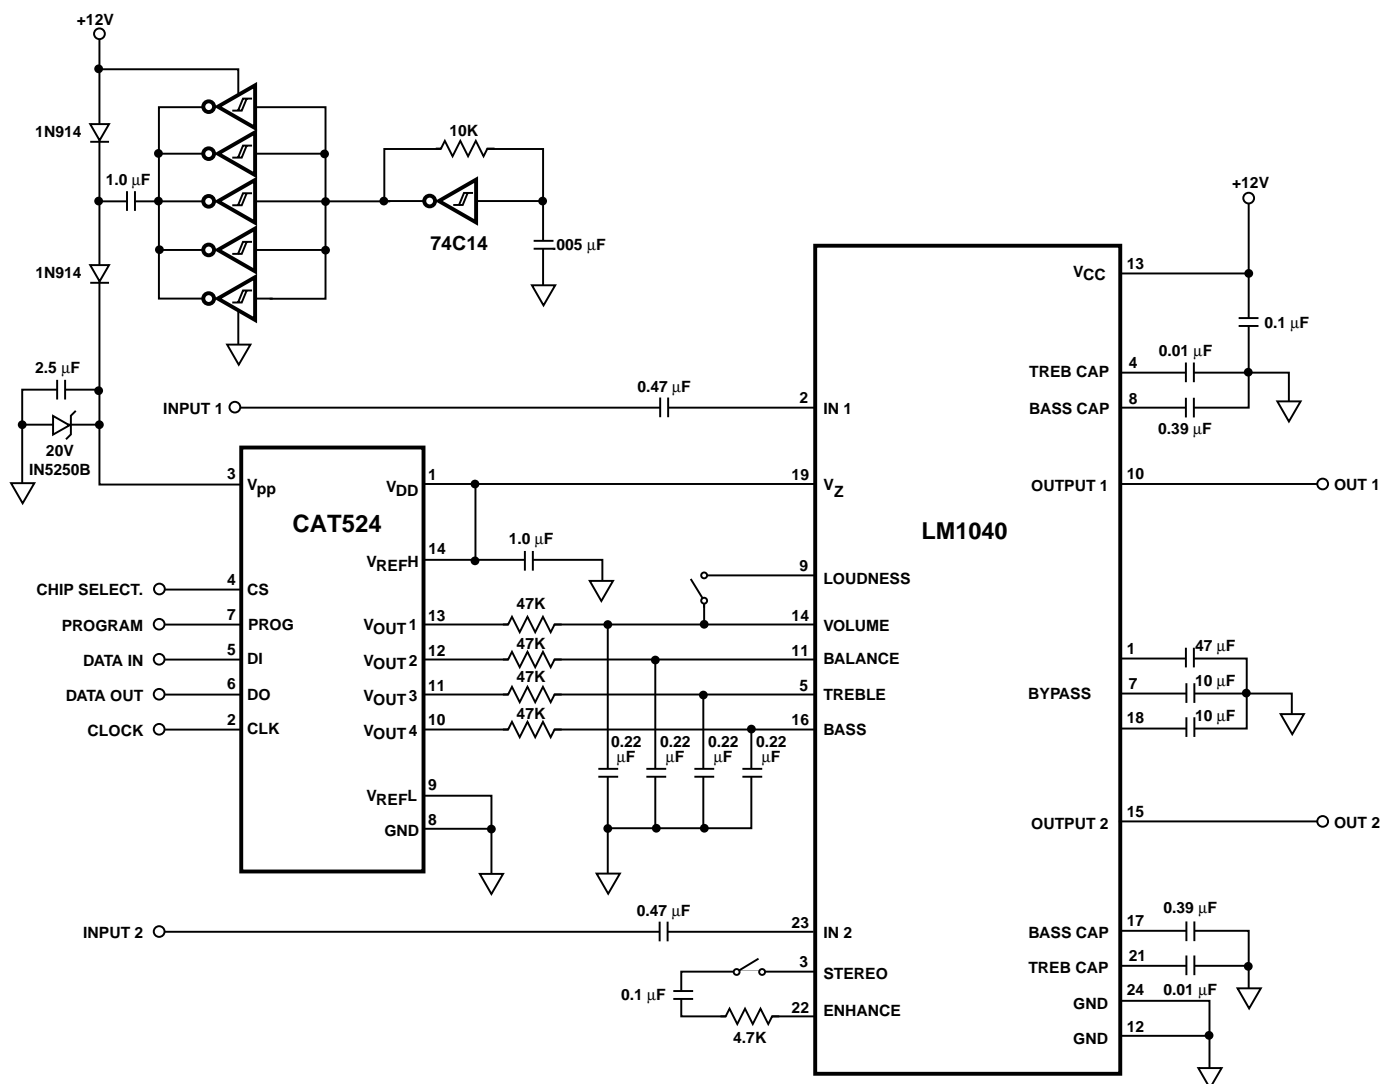 +12V
1N914
1.0 µF
10K
74C14
005 µF
1N914
2.5 µF
20V
IN5250B
INPUT 1
0.47 µF
2
IN 1
+12V
VCC
13
0.1 µF
TREB CAP
4
0.01 µF
BASS CAP
8
0.39 µF
OUTPUT 1
10
OUT 1
LM1040
CAT524
3
Vpp
VDD
1
19
VZ
VREFH
14
1.0 µF
9
LOUDNESS
CHIP SELECT.
4
CS
PROGRAM
7
PROG
DATA IN
5
DI
DATA OUT
6
DO
CLOCK
2
CLK
VOUT1
13
47K
14
VOLUME
VOUT2
12
47K
11
BALANCE
VOUT3
11
47K
5
TREBLE
VOUT4
10
47K
16
BASS
0.22
µF
0.22
µF
0.22
µF
0.22
µF
VREFL
9
GND
8
1
47 µF
BYPASS
7
10 µF
18
10 µF
OUTPUT 2
15
OUT 2
INPUT 2
0.47 µF
23
IN 2
3
STEREO
0.1 µF
22
ENHANCE
4.7K
BASS CAP
17
0.39 µF
TREB CAP
21
0.01 µF
GND
24
GND
12